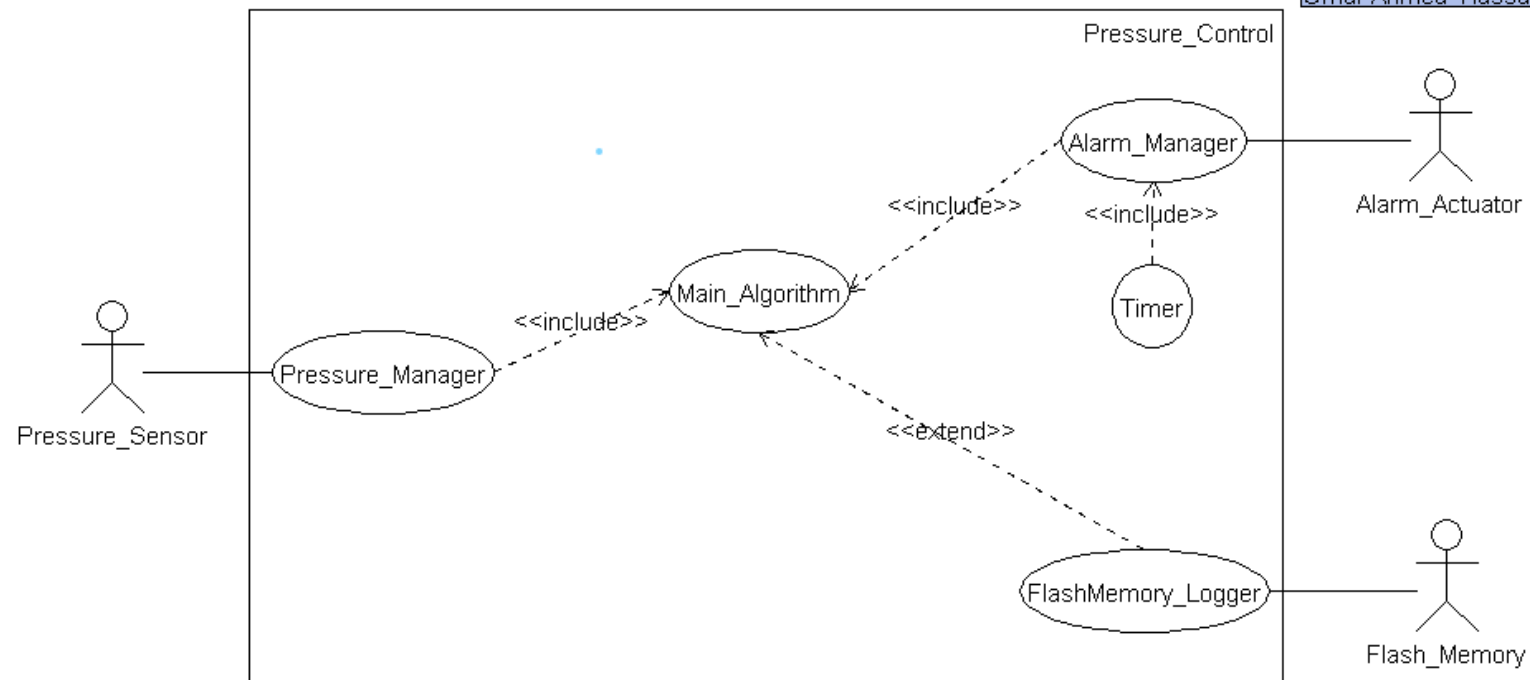 Pressure_Control
Alarm_Manager
Alarm_Actuator
<<include>>
<<include>>
Main_Algorithm
Timer
<<include>>
Pressure_Manager
Pressure_Sensor
<<extend>>
FlashMemory_Logger
Flash_Memory